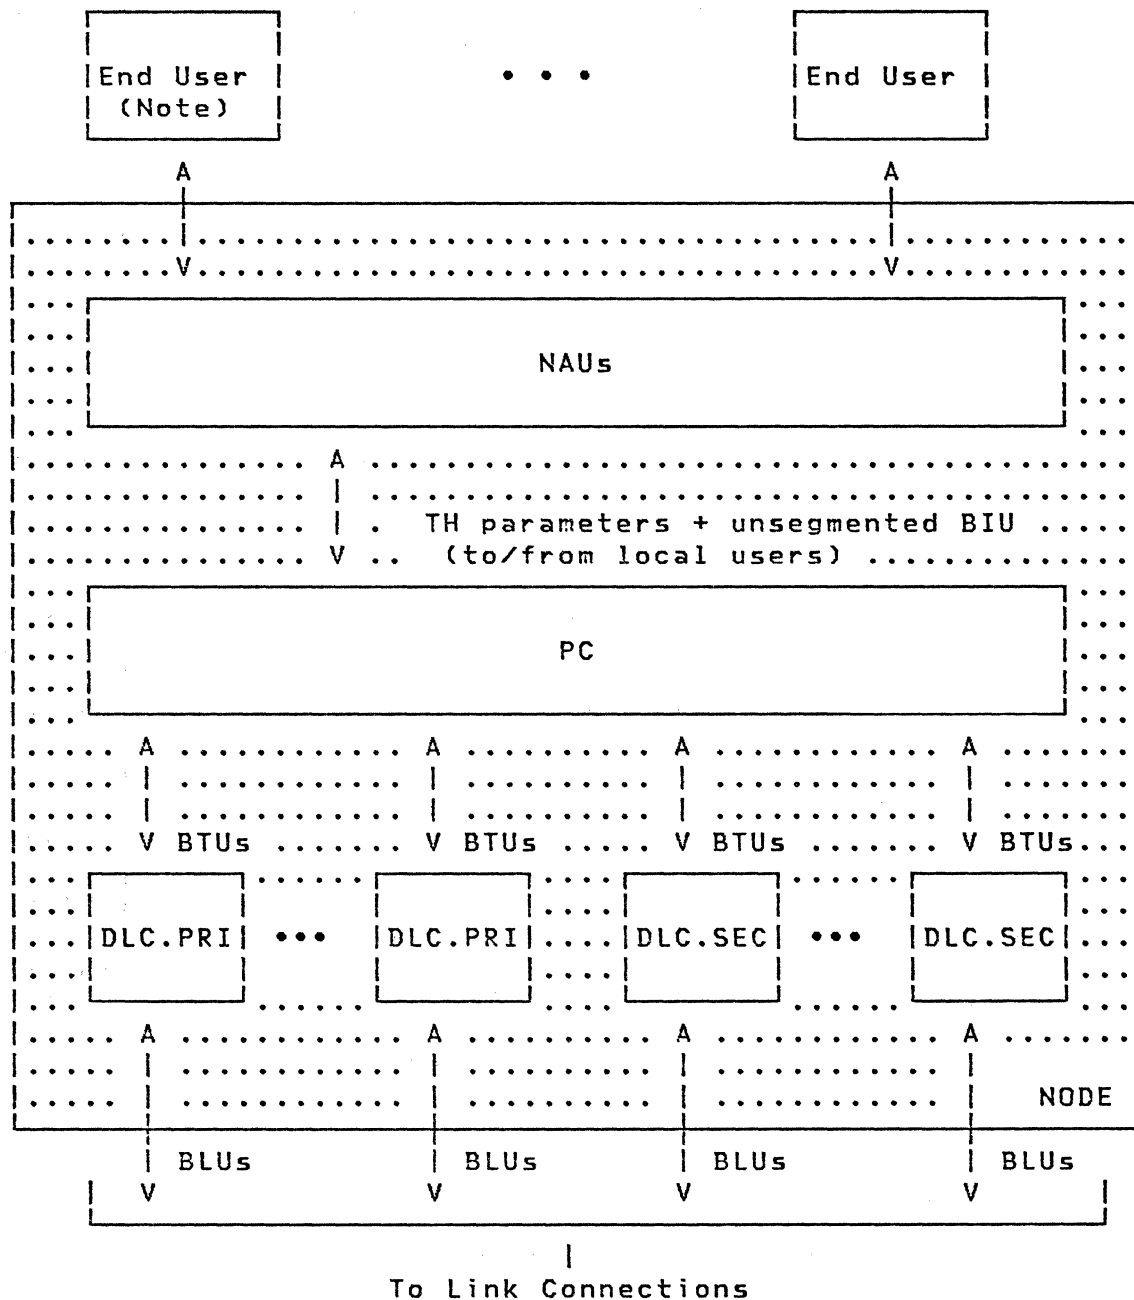 End User End User
(Note)
NAUs
TH parameters + unsegmented BIU
(to/from local users)
PC
BTUs BTUs BTUs BTUs
DLC.PRI ••• DLC.PRI DLC.SEC ••• DLC.SEC
NODE
BLUs BLUs BLUs BLUs
To Link Connections